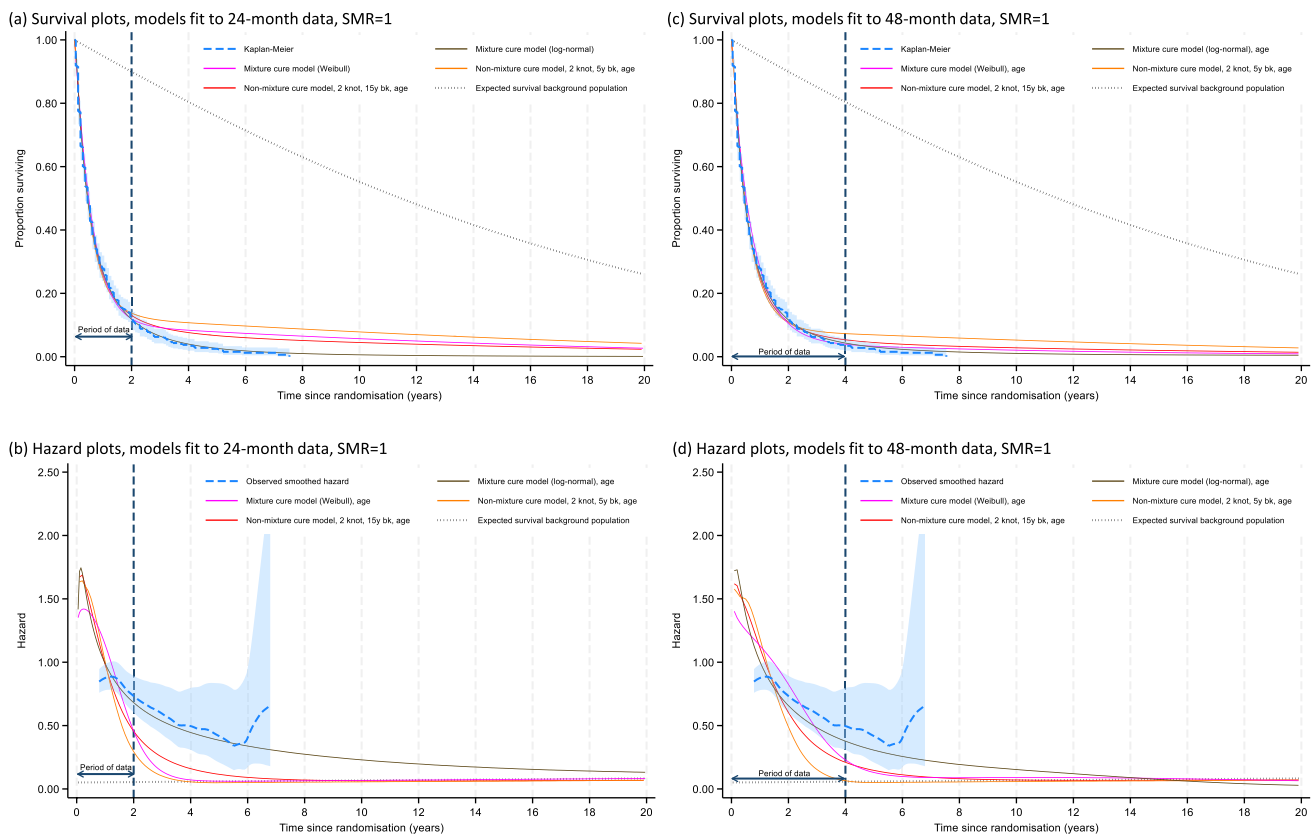 (a) Survival plots, models fit to 24-month data, SMR=1
1.00
0.80
0.60
0.40
0.20
0.00
Proportion surviving
Kaplan-Meier
Mixture cure model (Weibull)
Non-mixture cure model, 2 knot, 15y bk, age
Mixture cure model (log-normal)
Non-mixture cure model, 2 knot, 5y bk, age
Expected survival background population
Period of data
0 2 4 6 8 10 12 14 16 18 20
Time since randomisation (years)
(c) Survival plots, models fit to 48-month data, SMR=1
1.00
0.80
0.60
0.40
0.20
0.00
Proportion surviving
Kaplan-Meier
Mixture cure model (Weibull), age
Non-mixture cure model, 2 knot, 15y bk, age
Mixture cure model (log-normal), age
Non-mixture cure model, 2 knot, 5y bk, age
Expected survival background population
Period of data
0 2 4 6 8 10 12 14 16 18 20
Time since randomisation (years)
(b) Hazard plots, models fit to 24-month data, SMR=1
2.50
2.00
1.50
1.00
0.50
0.00
Hazard
Observed smoothed hazard
Mixture cure model (Weibull), age
Non-mixture cure model, 2 knot, 15y bk, age
Mixture cure model (log-normal), age
Non-mixture cure model, 2 knot, 5y bk, age
Expected survival background population
Period of data
0 2 4 6 8 10 12 14 16 18 20
Time since randomisation (years)
(d) Hazard plots, models fit to 48-month data, SMR=1
2.50
2.00
1.50
1.00
0.50
0.00
Hazard
Observed smoothed hazard
Mixture cure model (Weibull), age
Non-mixture cure model, 2 knot, 15y bk, age
Mixture cure model (log-normal), age
Non-mixture cure model, 2 knot, 5y bk, age
Expected survival background population
Period of data
0 2 4 6 8 10 12 14 16 18 20
Time since randomisation (years)